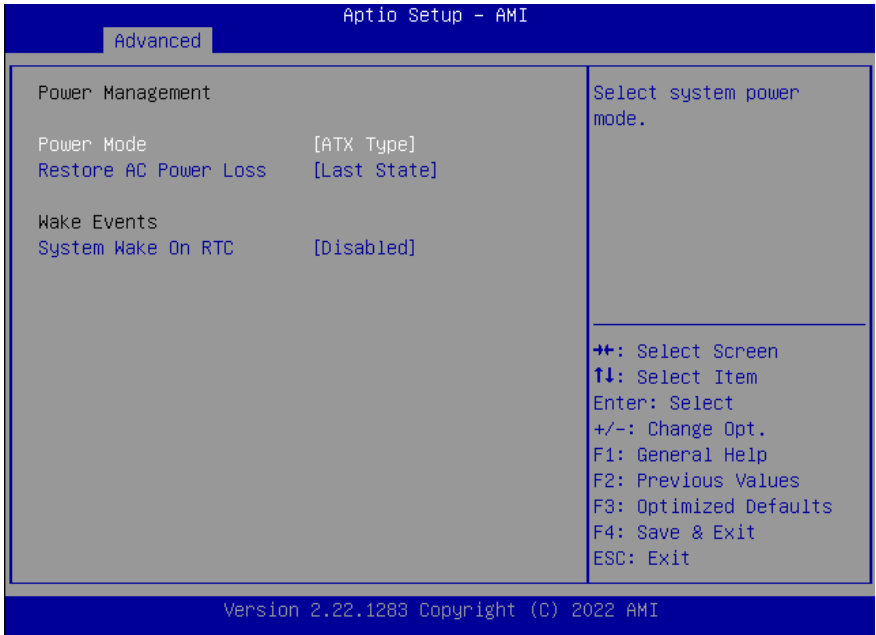 Aptio Setup – AMI
Advanced
Power Management
Power Mode [ATX Type]
Restore AC Power Loss [Last State]
Wake Events
System Wake On RTC [Disabled]
Select system power
mode.
→←: Select Screen
↑↓: Select Item
Enter: Select
+/-: Change Opt.
F1: General Help
F2: Previous Values
F3: Optimized Defaults
F4: Save & Exit
ESC: Exit
Version 2.22.1283 Copyright (C) 2022 AMI